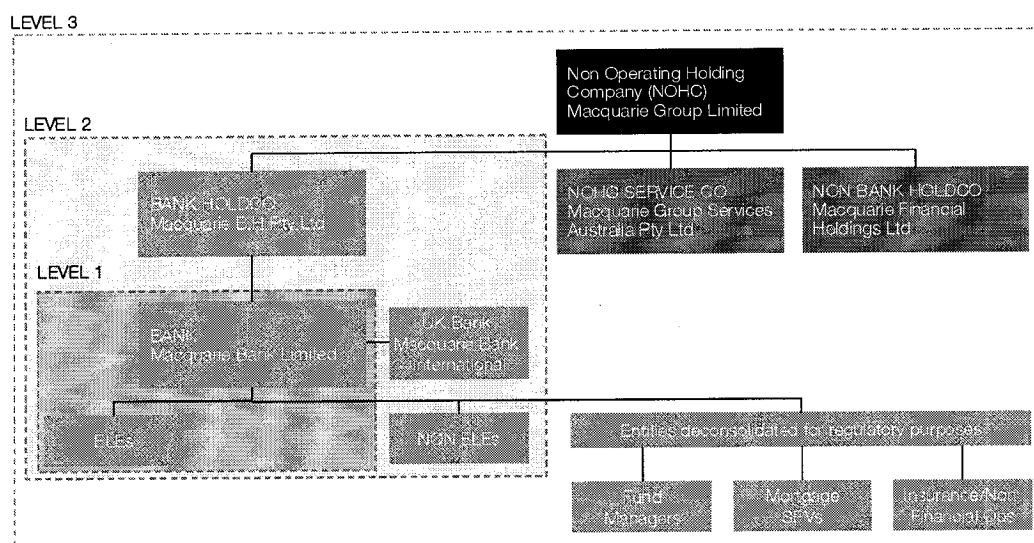 LEVEL 3
Non Operating Holding
Company (NOHC)
Macquarie Group Limited
LEVEL 2
BANK HOLDCO
Macquarie B.H Pty Ltd
NOHC SERVICE CO
Macquarie Group Services
Australia Pty Ltd
NON BANK HOLDCO
Macquarie Financial
Holdings Ltd
LEVEL 1
BANK
Macquarie Bank Limited
UK Bank
Macquarie Bank
International
ELEs
NON ELEs
Entities deconsolidated for regulatory purposes
Fund
Managers
Mortgage
SPVs
Insurance/Non
Financial Ops